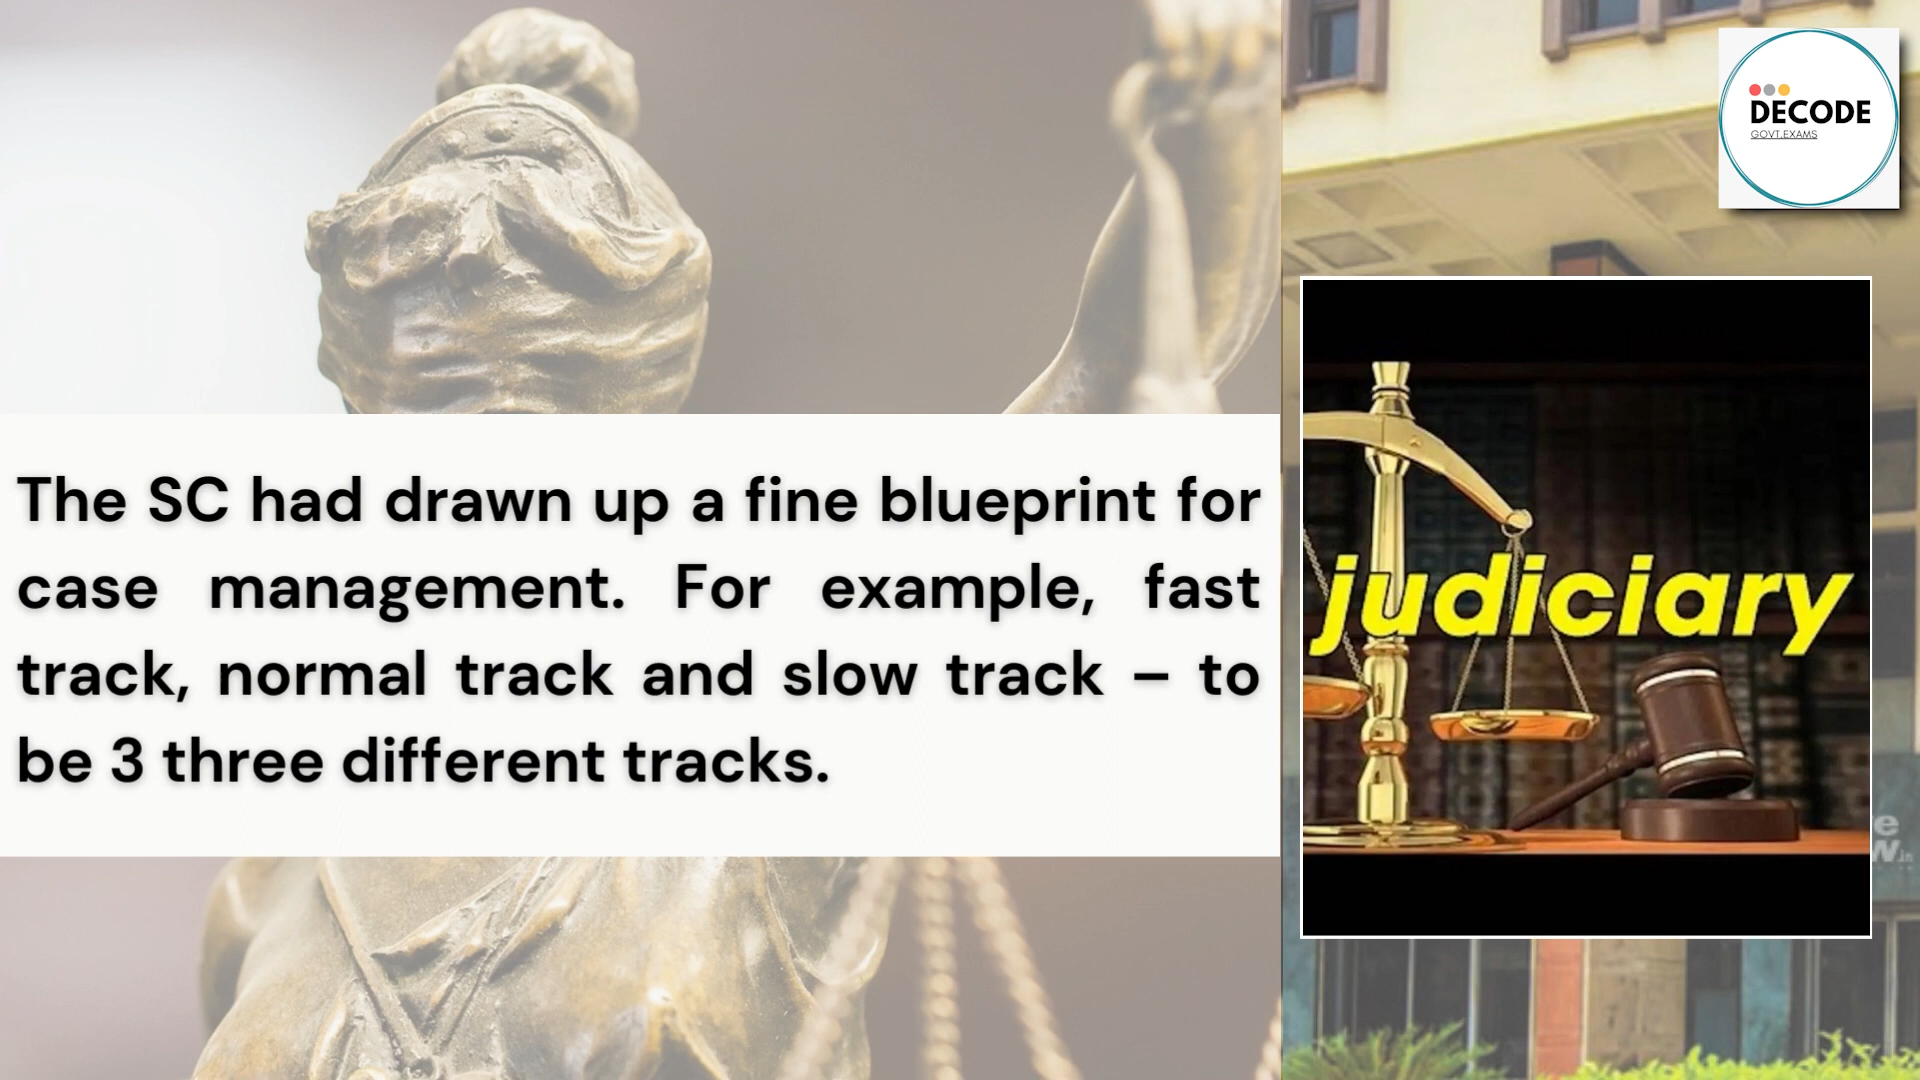 DECODE
GOVT.EXAMS
The SC had drawn up a fine blueprint for
case management. For example, fast
track, normal track and slow track – to
be 3 three different tracks.
judiciary